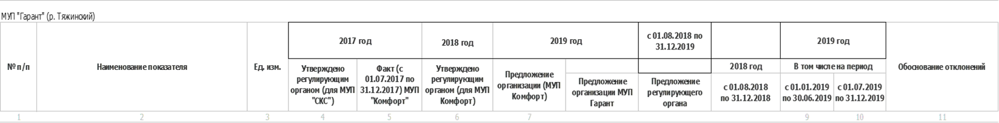 МУП "Гарант" (р. Тяжинский)
№ п/п
Наименование показателя
Ед. изм.
2017 год
2018 год
2019 год
с 01.08.2018 по
31.12.2019
2019 год
Обоснование отклонений
Утверждено
регулирующим
органом (для МУП
"СКС")
Факт (с
01.07.2017 по
31.12.2017) МУП
"Комфорт"
Утверждено
регулирующим
органом (для МУП
Комфорт)
Предложение
организации (МУП
Комфорт)
Предложение
организации МУП
Гарант
Предложение
регулирующего
органа
2018 год
с 01.08.2018
по 31.12.2018
В том числе на период
с 01.01.2019
по 30.06.2019
с 01.07.2019
по 31.12.2019
1 2 3 4 5 6 7 9 10 11